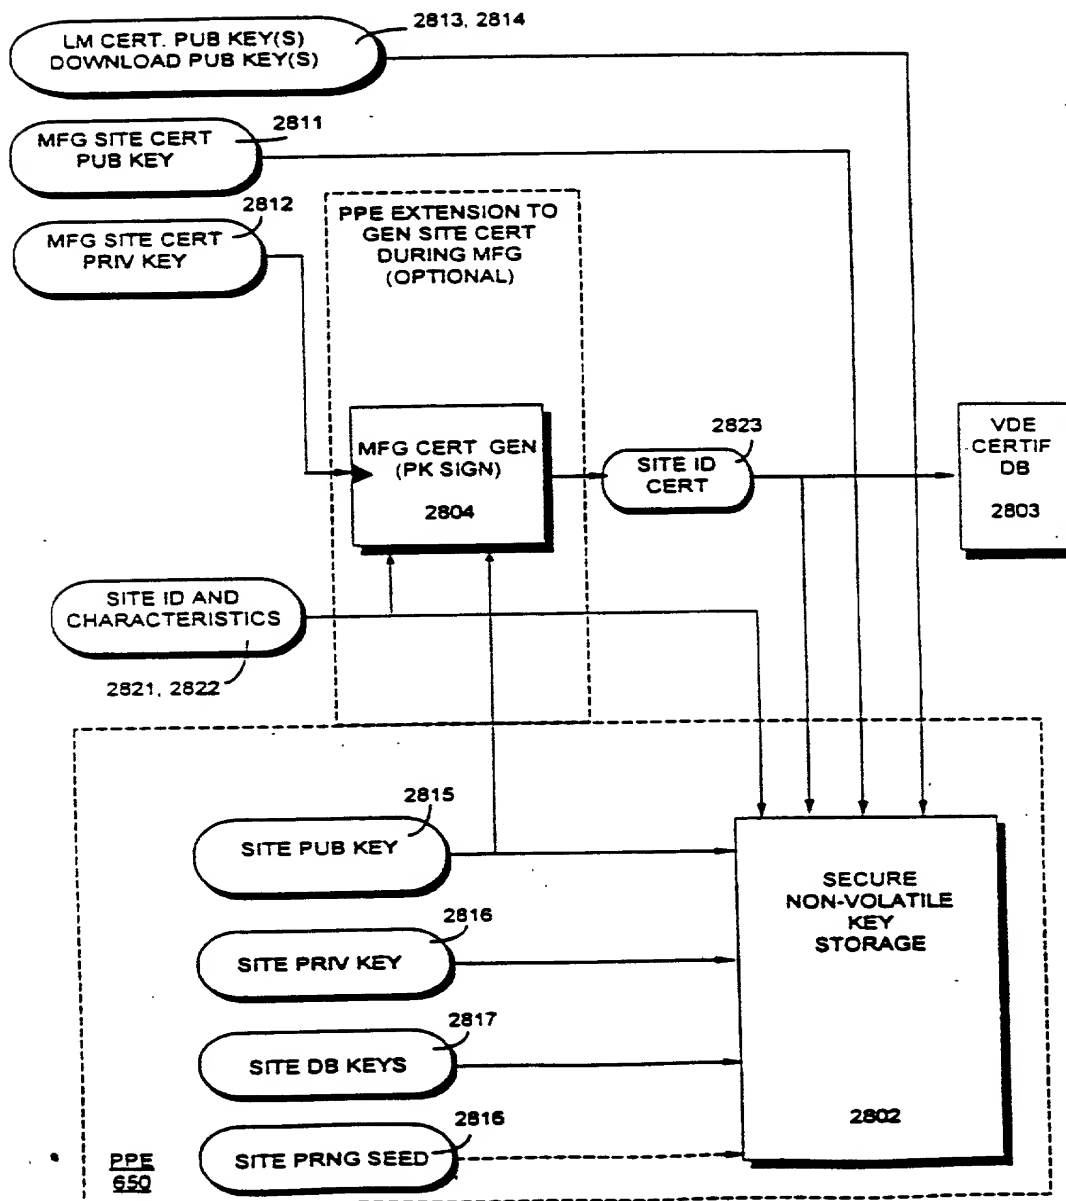 2813, 2814
LM CERT. PUB KEY(S)
DOWNLOAD PUB KEY(S)
2811
MFG SITE CERT
PUB KEY
2812
MFG SITE CERT
PRIV KEY
PPE EXTENSION TO
GEN SITE CERT
DURING MFG
(OPTIONAL)
MFG CERT GEN
(PK SIGN)
2804
2823
SITE ID
CERT
VDE
CERTIF
DB
2803
SITE ID AND
CHARACTERISTICS
2821, 2822
2815
SITE PUB KEY
2816
SITE PRIV KEY
2817
SITE DB KEYS
2816
SITE PRNG SEED
SECURE
NON-VOLATILE
KEY
STORAGE
2802
PPE
650